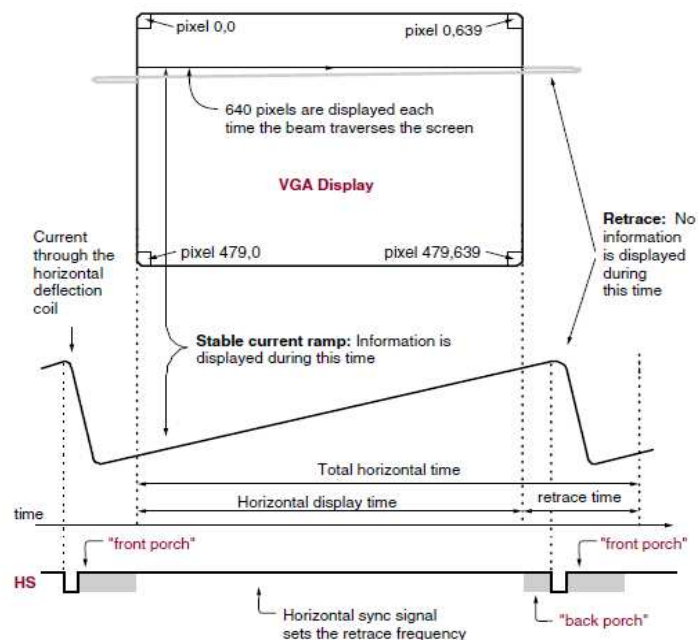 pixel 0,0
pixel 0,639
640 pixels are displayed each
time the beam traverses the screen
VGA Display
Retrace: No
information
is displayed
during
this time
Current
through the
horizontal
deflection
coil
pixel 479,0
pixel 479,639
Stable current ramp: Information is
displayed during this time
Total horizontal time
Horizontal display time
retrace time
time
"front porch"
"front porch"
HS
Horizontal sync signal
sets the retrace frequency
"back porch"